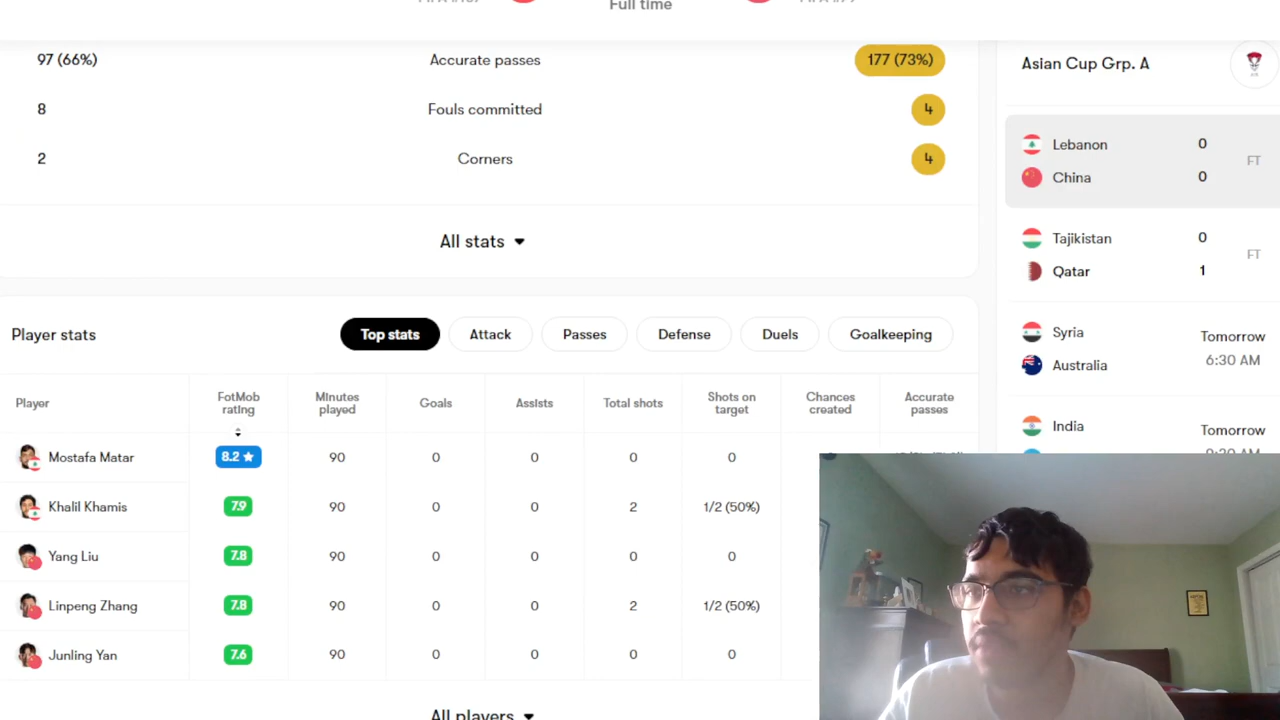 Full time
97 (66%) Accurate passes 177 (73%)
8 Fouls committed 4
2 Corners 4
All stats
Player stats Top stats Attack Passes Defense Duels Goalkeeping
Player FotMob rating Minutes played Goals Assists Total shots Shots on target Chances created Accurate passes
Mostafa Matar 8.2 90 0 0 0 0
Khalil Khamis 7.9 90 0 0 2 1/2 (50%)
Yang Liu 7.8 90 0 0 0 0
Linpeng Zhang 7.8 90 0 0 2 1/2 (50%)
Junling Yan 7.6 90 0 0 0 0
All players
Asian Cup Grp. A
Lebanon 0
FT
China 0
Tajikistan 0
FT
Qatar 1
Syria Tomorrow
Australia 6:30 AM
India Tomorrow